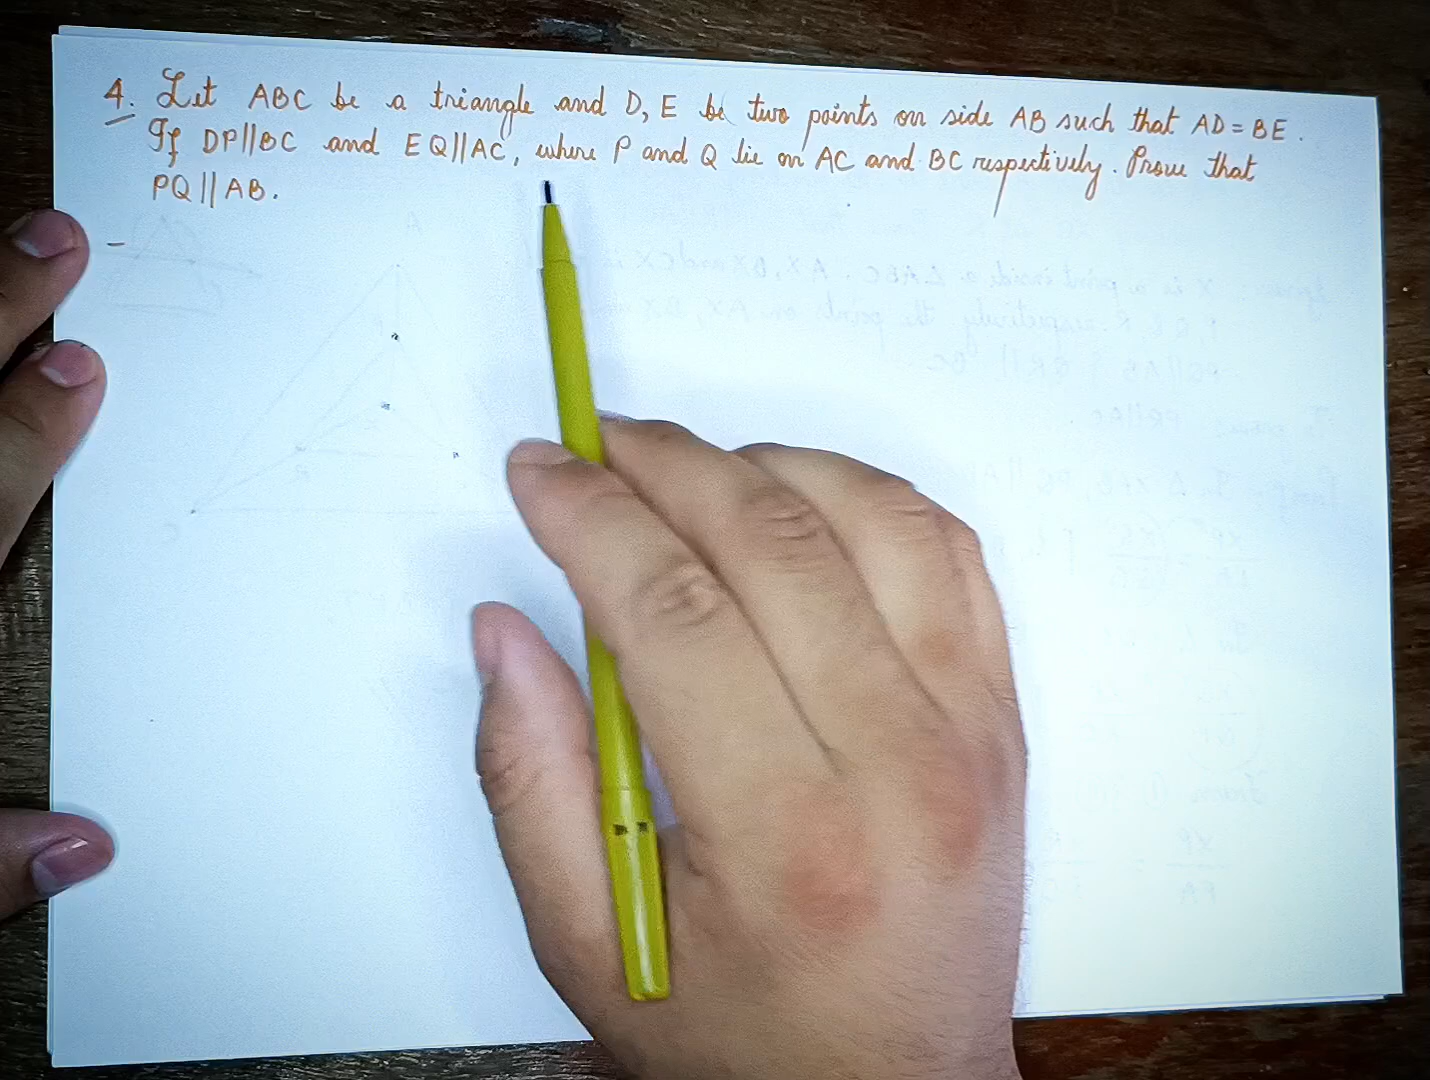 4. Let ABC be a triangle and D, E be two points on side AB such that AD = BE.
If DP||BC and EQ||AC, where P and Q lie on AC and BC respectively. Prove that
PQ||AB.